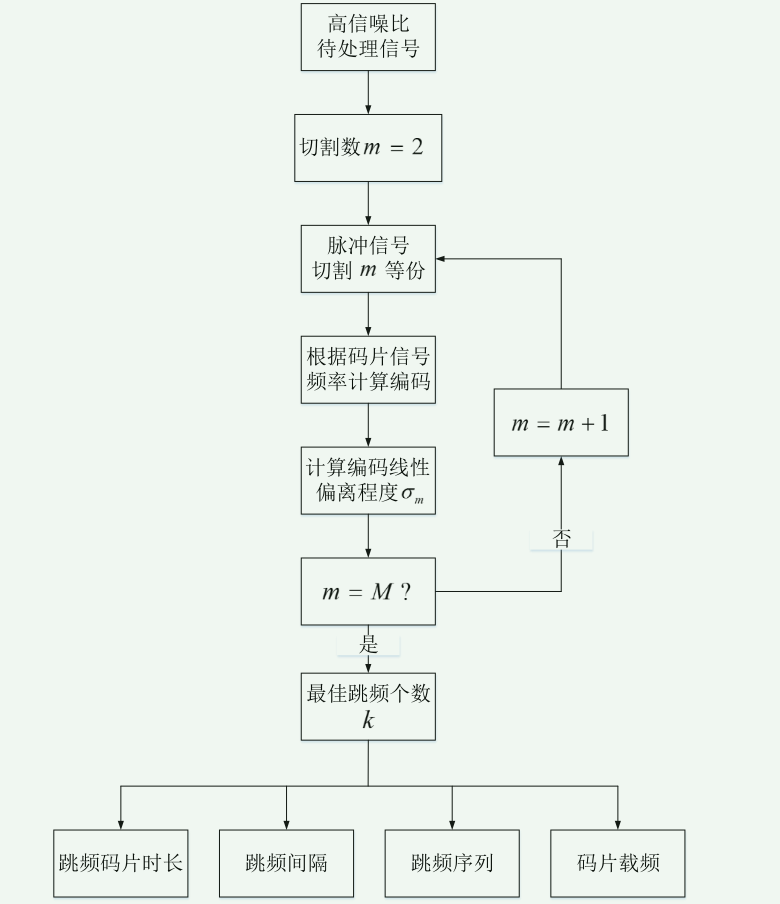 高信噪比
待处理信号
切割数 m = 2
脉冲信号
切割 m 等份
根据码片信号
频率计算编码
m = m + 1
计算编码线性
偏离程度 σₘ
否
m = M ?
是
最佳跳频个数
k
跳频码片时长
跳频间隔
跳频序列
码片载频